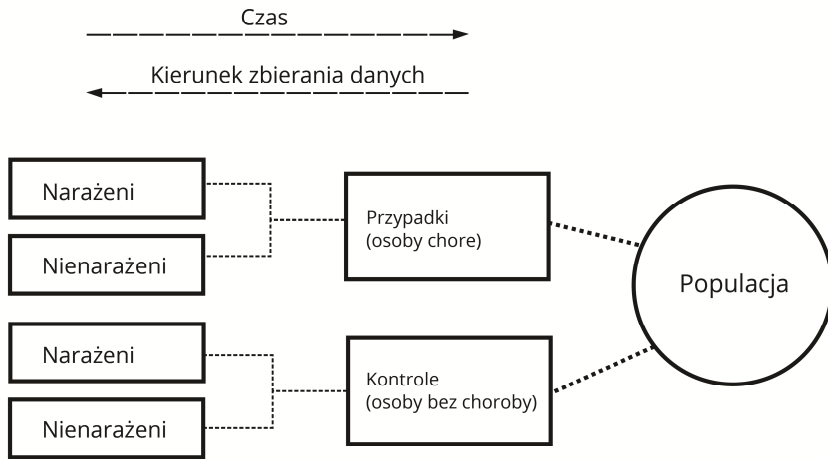 Czas
Kierunek zbierania danych
Narażeni
Nienarażeni
Przypadki
(osoby chore)
Populacja
Narażeni
Nienarażeni
Kontrole
(osoby bez choroby)